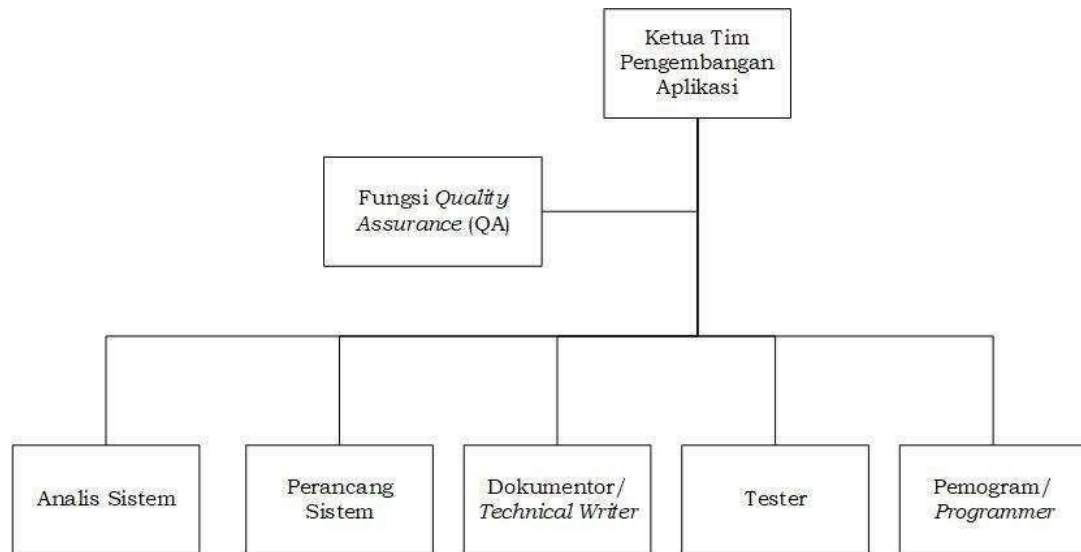 Ketua Tim
Pengembangan
Aplikasi
Fungsi Quality
Assurance (QA)
Analis Sistem
Perancang
Sistem
Dokumentor/
Technical Writer
Tester
Pemogram/
Programmer